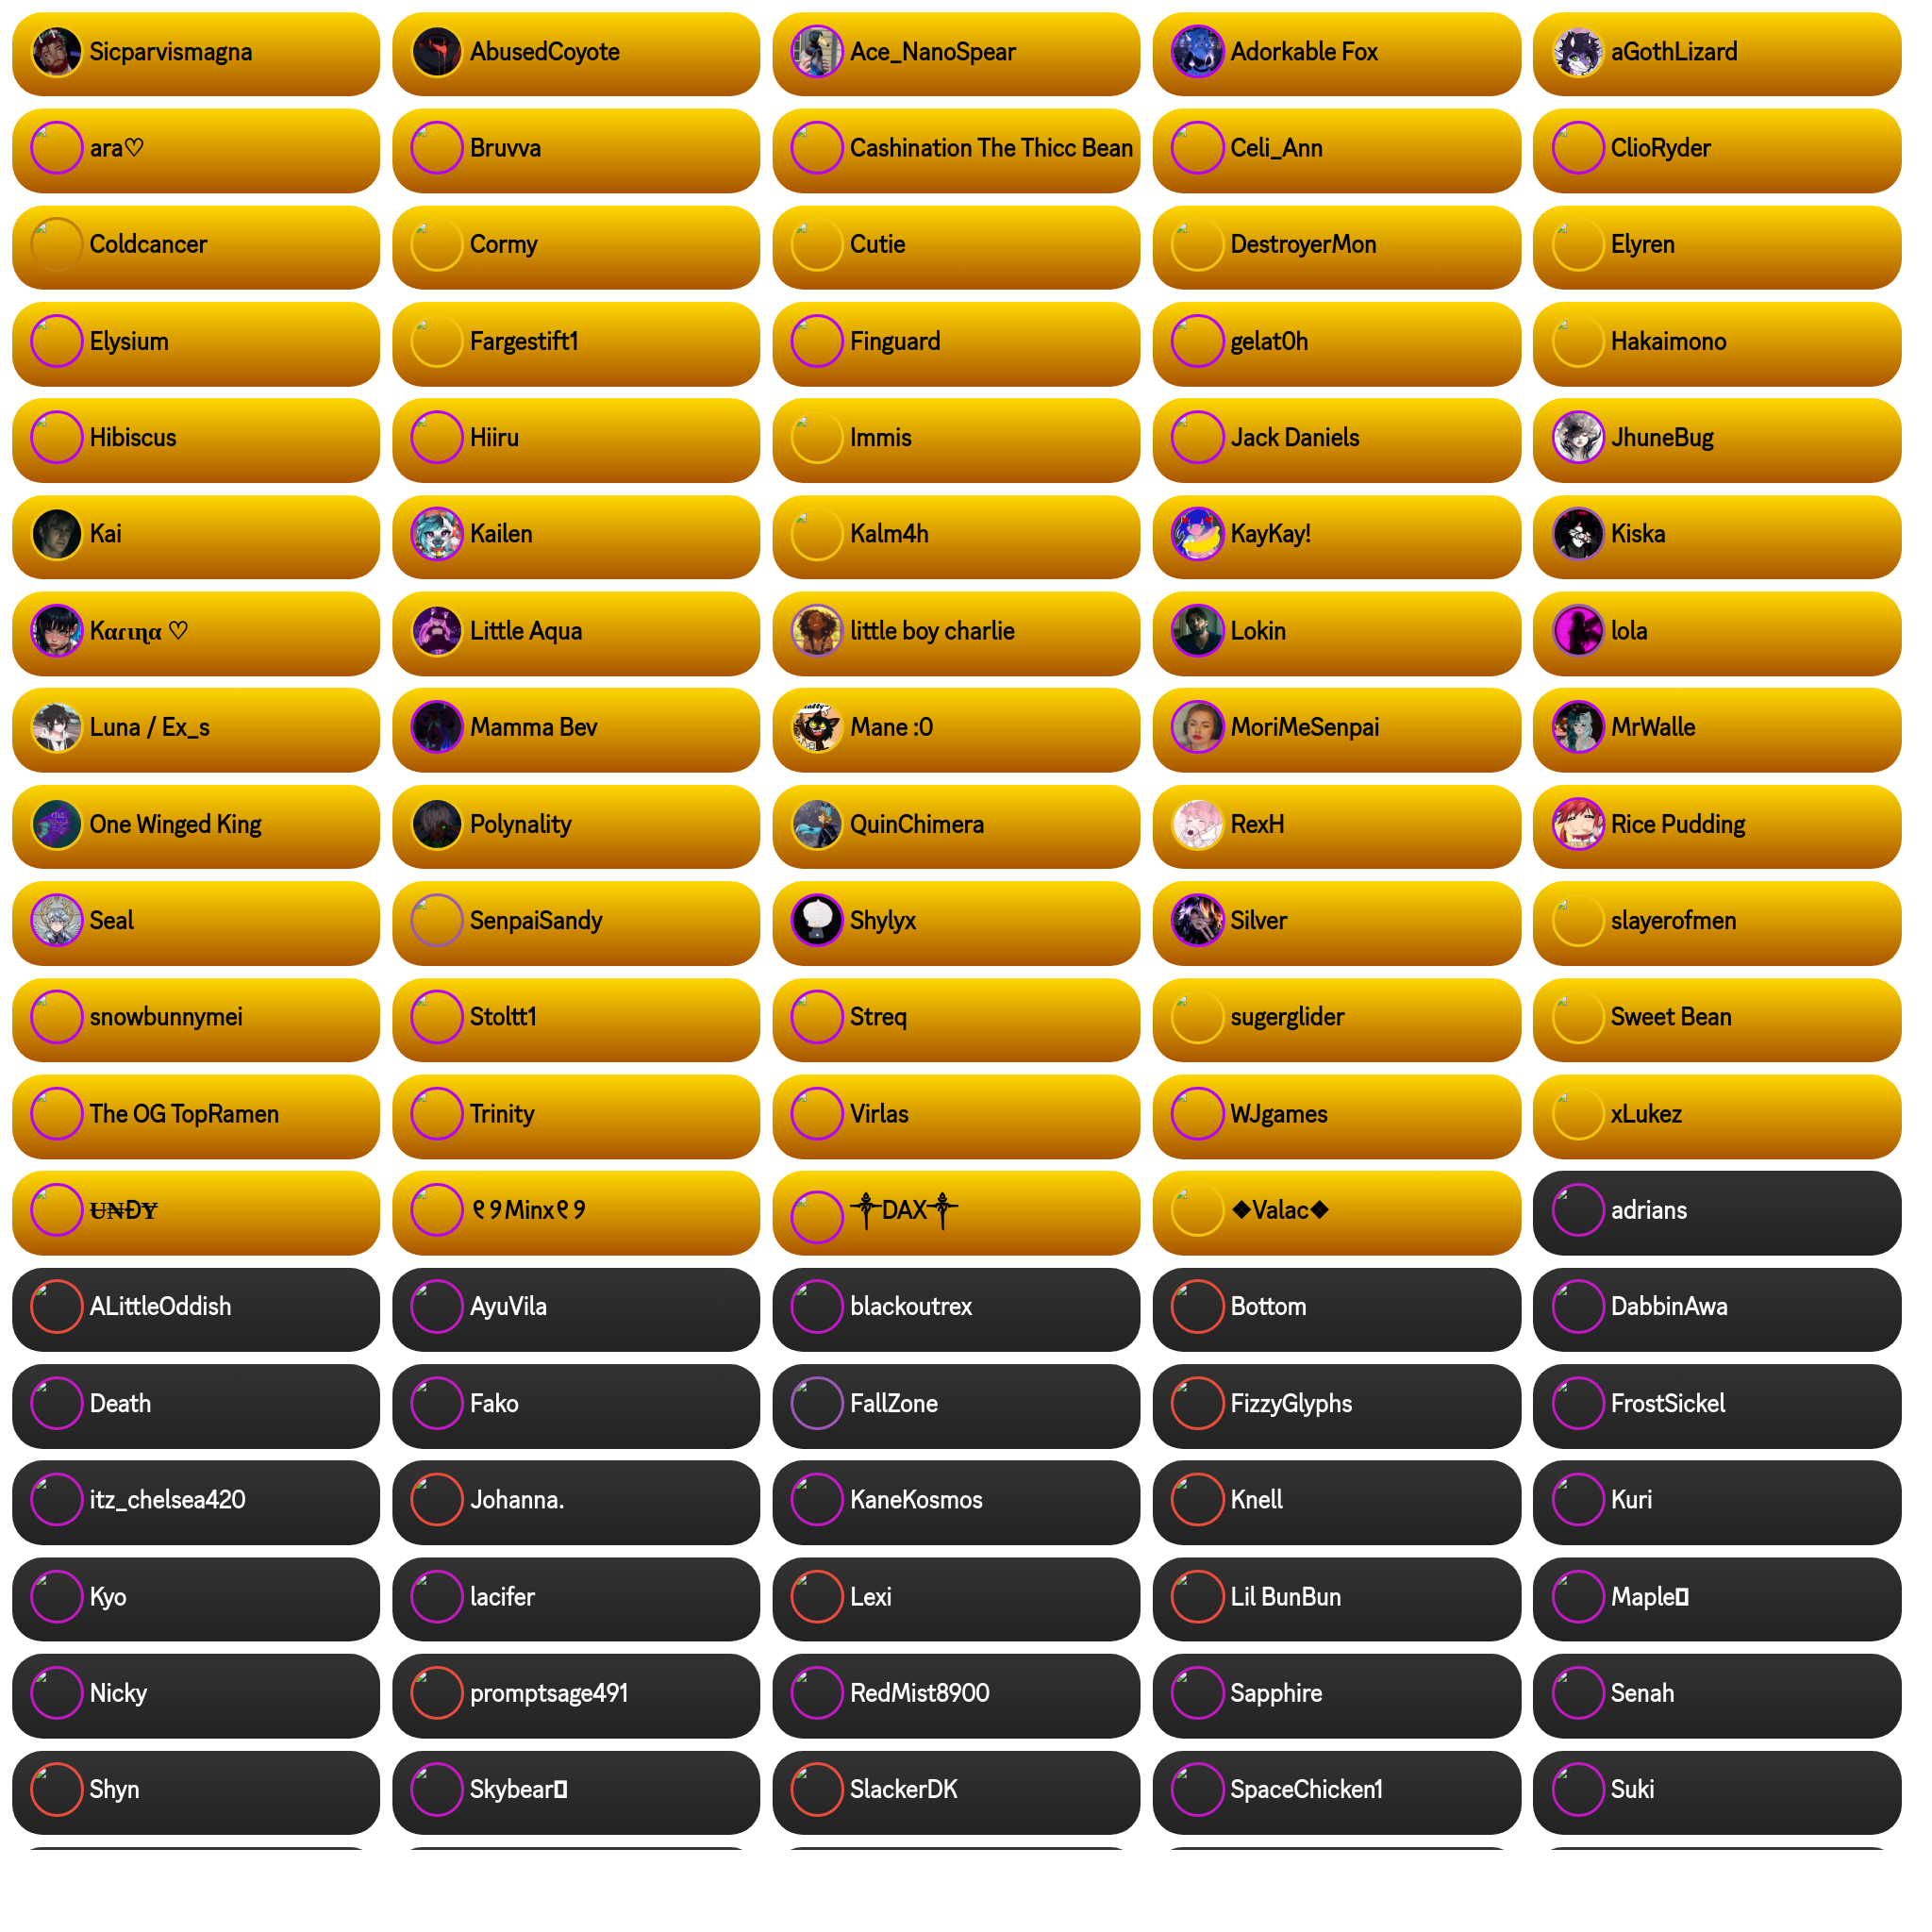 Sicparvismagna
AbusedCoyote
Ace_NanoSpear
Adorkable Fox
aGothLizard
ara♡
Bruvva
Cashination The Thicc Bean
Celi_Ann
ClioRyder
Coldcancer
Cormy
Cutie
DestroyerMon
Elyren
Elysium
Fargestift1
Finguard
gelat0h
Hakaimono
Hibiscus
Hiiru
Immis
Jack Daniels
JhuneBug
Kai
Kailen
Kalm4h
KayKay!
Kiska
Kαɾιɳα ♡
Little Aqua
little boy charlie
Lokin
lola
Luna / Ex_s
Mamma Bev
Mane :0
MoriMeSenpai
MrWalle
One Winged King
Polynality
QuinChimera
RexH
Rice Pudding
Seal
SenpaiSandy
Shylyx
Silver
slayerofmen
snowbunnymei
Stoltt1
Streq
sugerglider
Sweet Bean
The OG TopRamen
Trinity
Virlas
WJgames
xLukez
Ʉ₦ĐɎ
୧୨Minx୧୨
༒DAX༒
❖Valac❖
adrians
ALittleOddish
AyuVila
blackoutrex
Bottom
DabbinAwa
Death
Fako
FallZone
FizzyGlyphs
FrostSickel
itz_chelsea420
Johanna.
KaneKosmos
Knell
Kuri
Kyo
lacifer
Lexi
Lil BunBun
Maple
Nicky
promptsage491
RedMist8900
Sapphire
Senah
Shyn
Skybear
SlackerDK
SpaceChicken1
Suki